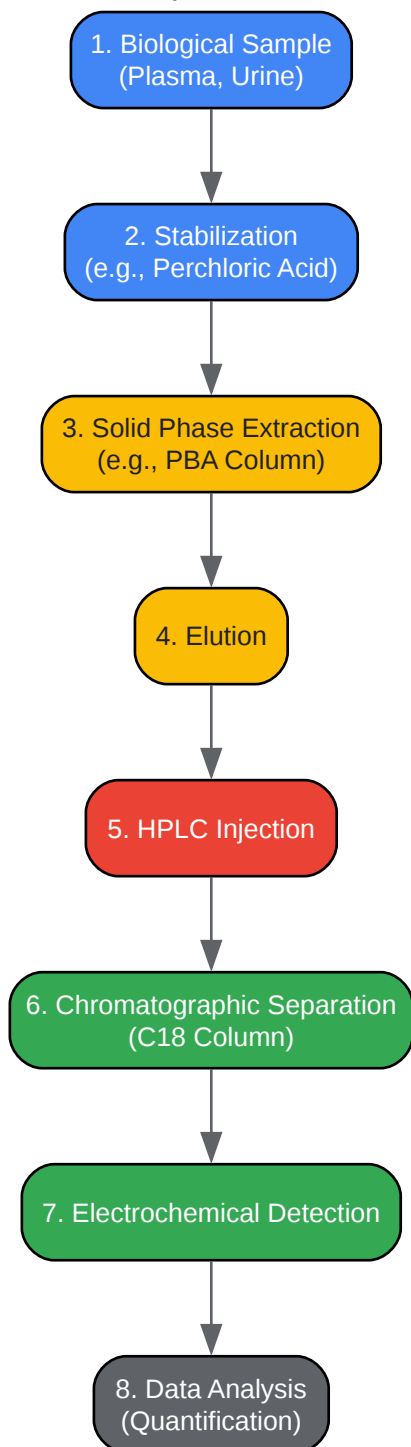 1. Biological Sample
(Plasma, Urine)
2. Stabilization
(e.g., Perchloric Acid)
3. Solid Phase Extraction
(e.g., PBA Column)
4. Elution
5. HPLC Injection
6. Chromatographic Separation
(C18 Column)
7. Electrochemical Detection
8. Data Analysis
(Quantification)